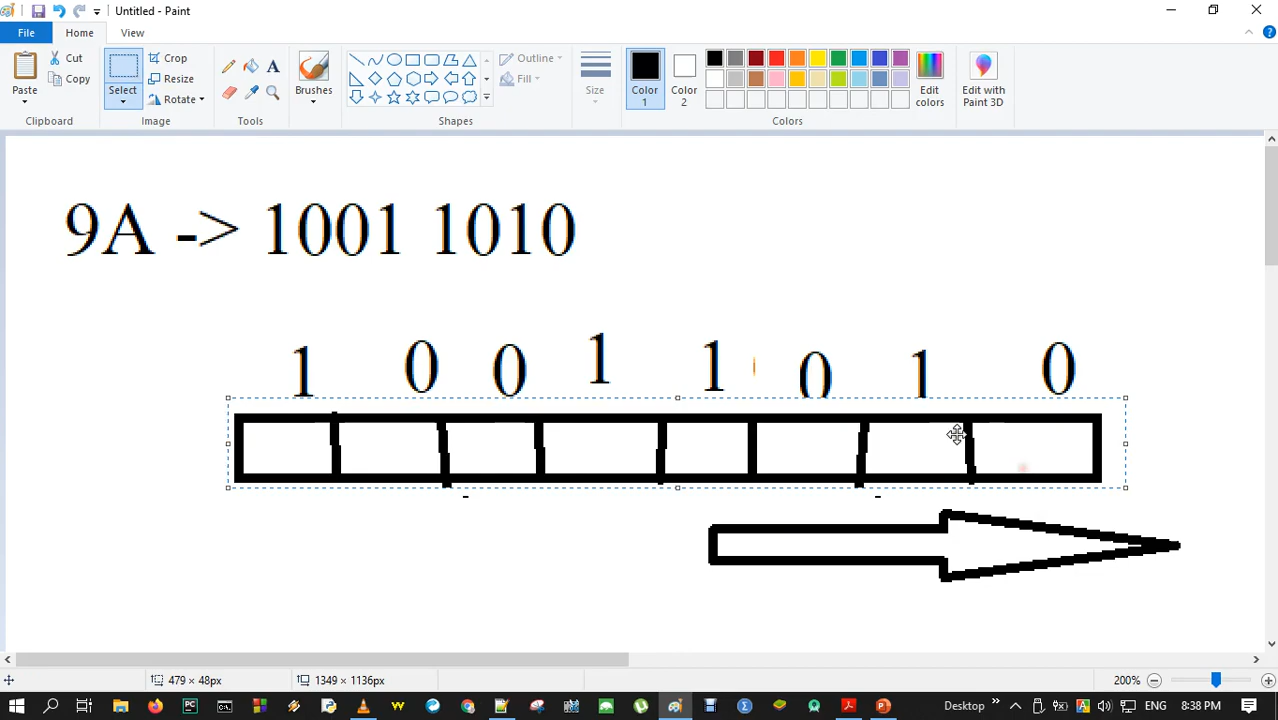 Untitled - Paint
File
Home
View
Paste
Cut
Copy
Clipboard
Select
Crop
Resize
Rotate
Image
A
Tools
Brushes
Outline
Fill
Shapes
Size
Color 1
Color 2
Edit colors
Edit with Paint 3D
Colors
9A -> 1001 1010
1 0 0 1 1 0 1 0
479 × 48px
1349 × 1136px
200%
Desktop
ENG
8:38 PM